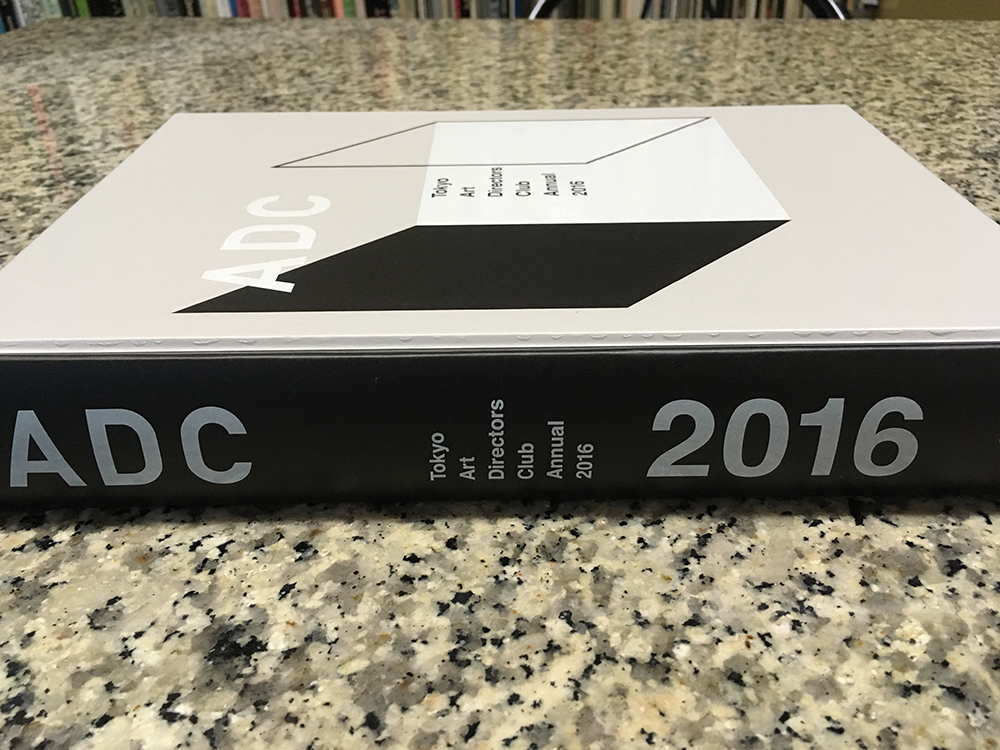 ADC
Tokyo
Art
Directors
Club
Annual
2016
ADC
Tokyo
Art
Directors
Club
Annual
2016
2016